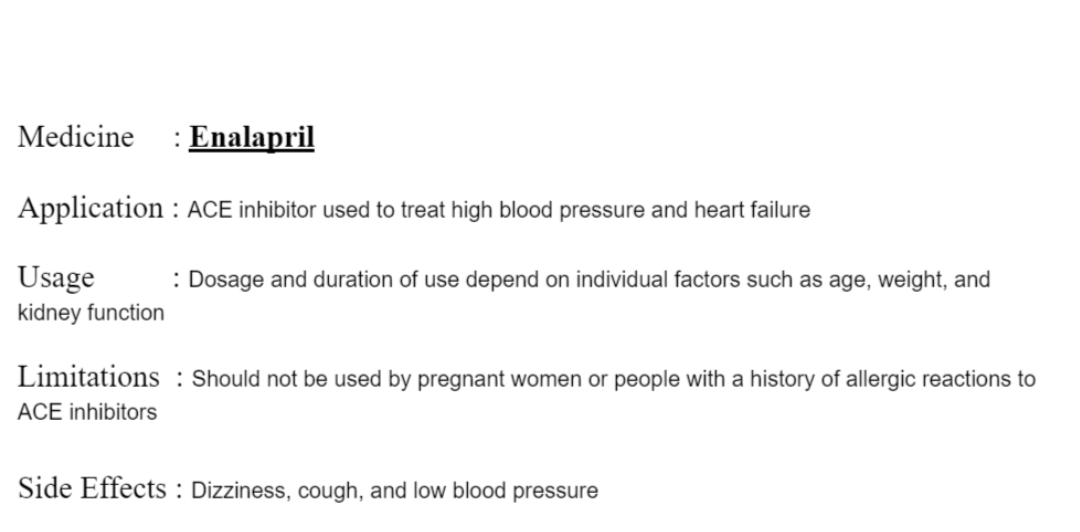 Medicine : Enalapril
Application : ACE inhibitor used to treat high blood pressure and heart failure
Usage : Dosage and duration of use depend on individual factors such as age, weight, and
kidney function
Limitations : Should not be used by pregnant women or people with a history of allergic reactions to
ACE inhibitors
Side Effects : Dizziness, cough, and low blood pressure